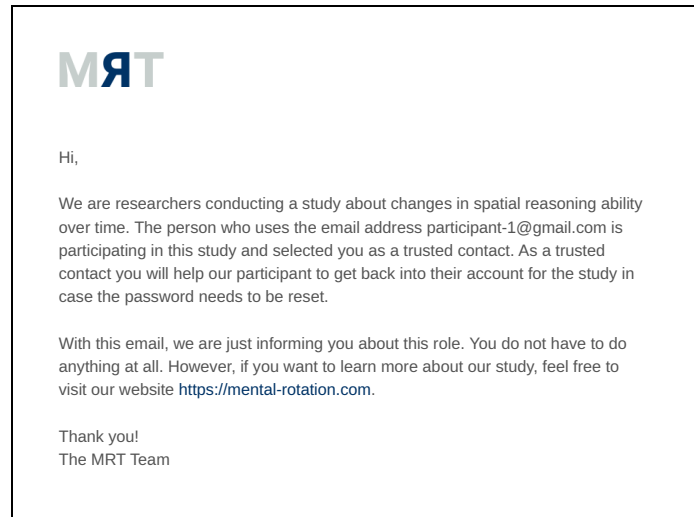 MЯT
Hi,
We are researchers conducting a study about changes in spatial reasoning ability
over time. The person who uses the email address participant-1@gmail.com is
participating in this study and selected you as a trusted contact. As a trusted
contact you will help our participant to get back into their account for the study in
case the password needs to be reset.
With this email, we are just informing you about this role. You do not have to do
anything at all. However, if you want to learn more about our study, feel free to
visit our website https://mental-rotation.com.
Thank you!
The MRT Team